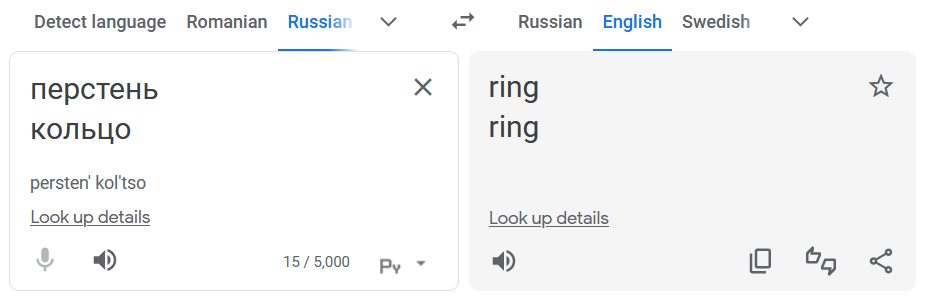 Detect language Romanian Russian Russian English Swedish
перстень
кольцо
persten' kol'tso
Look up details
15 / 5,000
Ру
ring
ring
Look up details